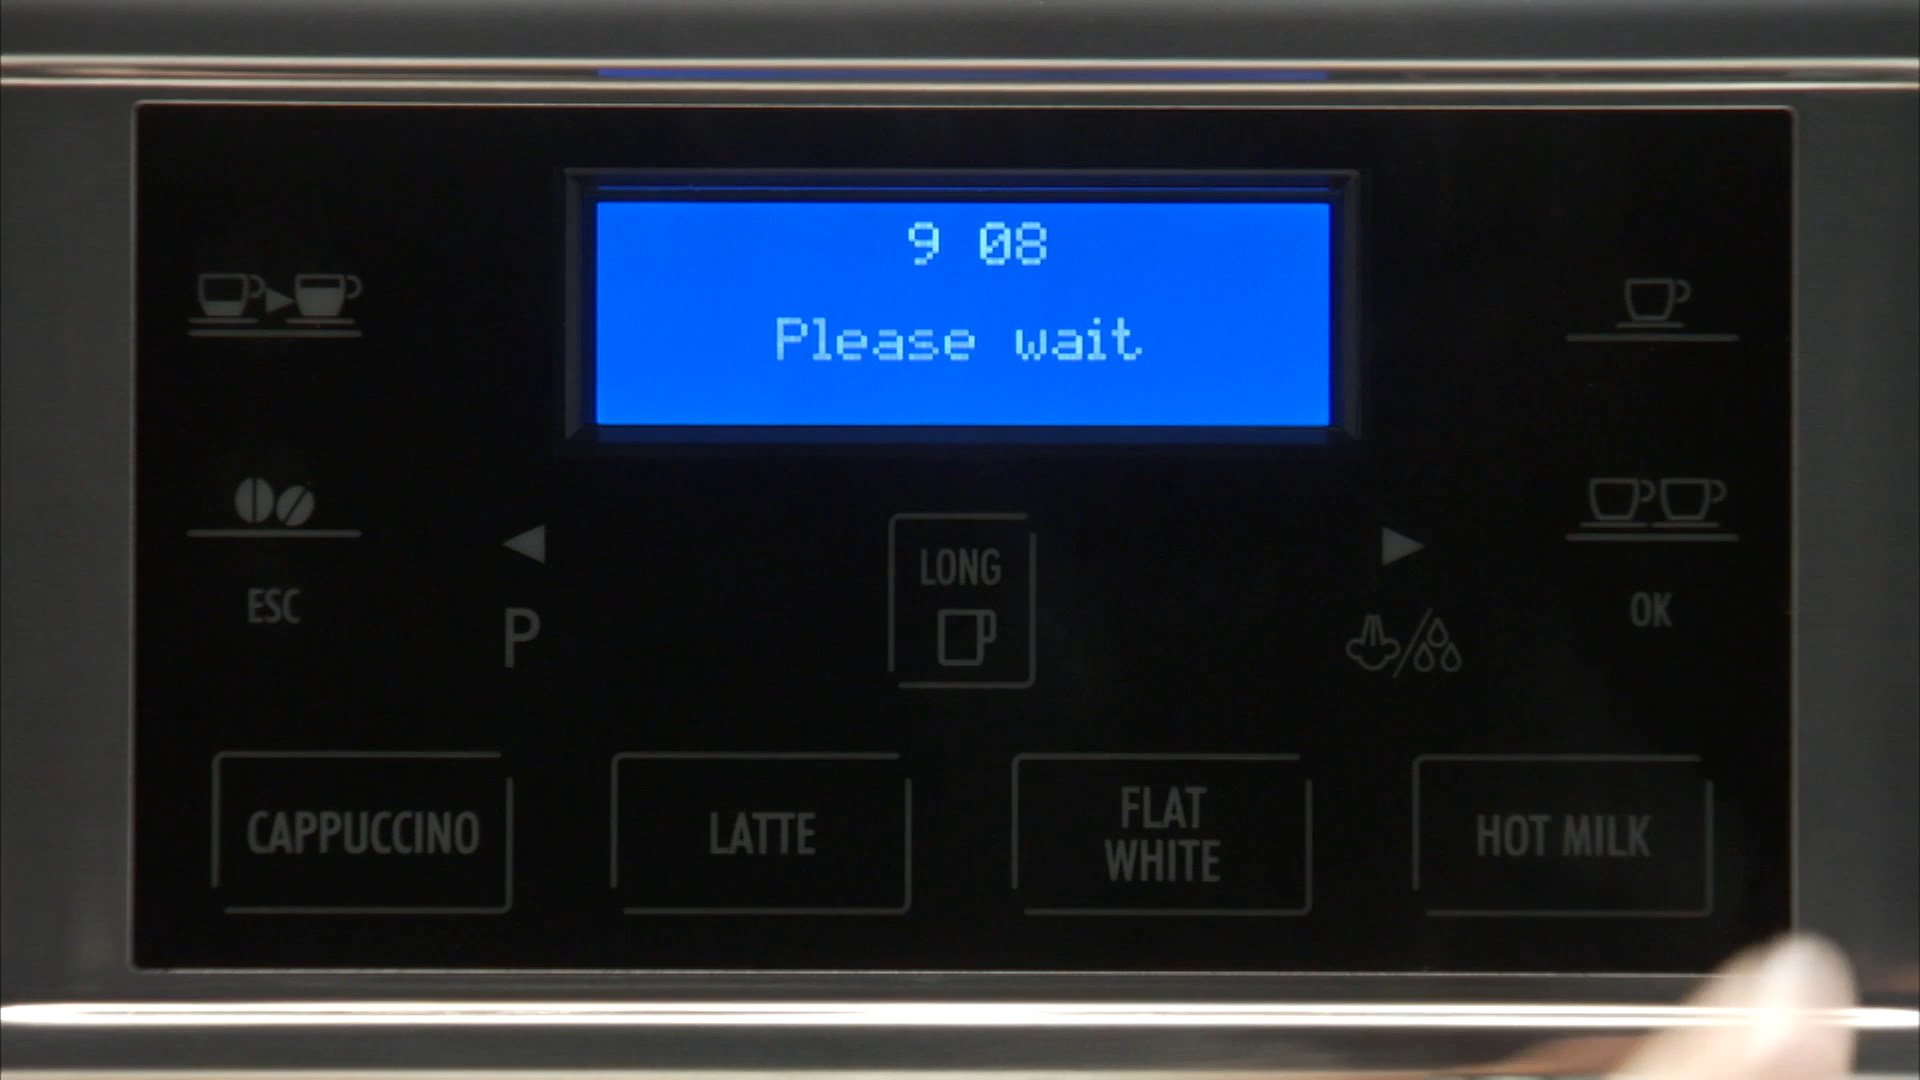 9 08
Please wait
LONG
ESC
OK
P
CAPPUCCINO
LATTE
FLAT
WHITE
HOT MILK